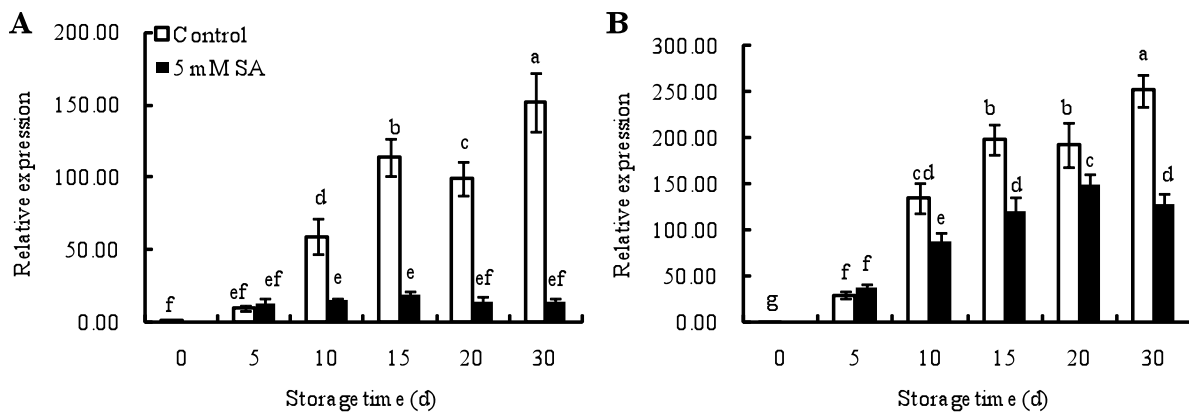 A
200.00
150.00
100.00
50.00
0.00
Relative expression
Control
5 mM SA
f
ef
ef
d
e
b
e
c
ef
a
ef
0
5
10
15
20
30
Storage time (d)
B
300.00
250.00
200.00
150.00
100.00
50.00
0.00
Relative expression
g
f
f
cd
e
b
d
b
c
a
d
0
5
10
15
20
30
Storage time (d)